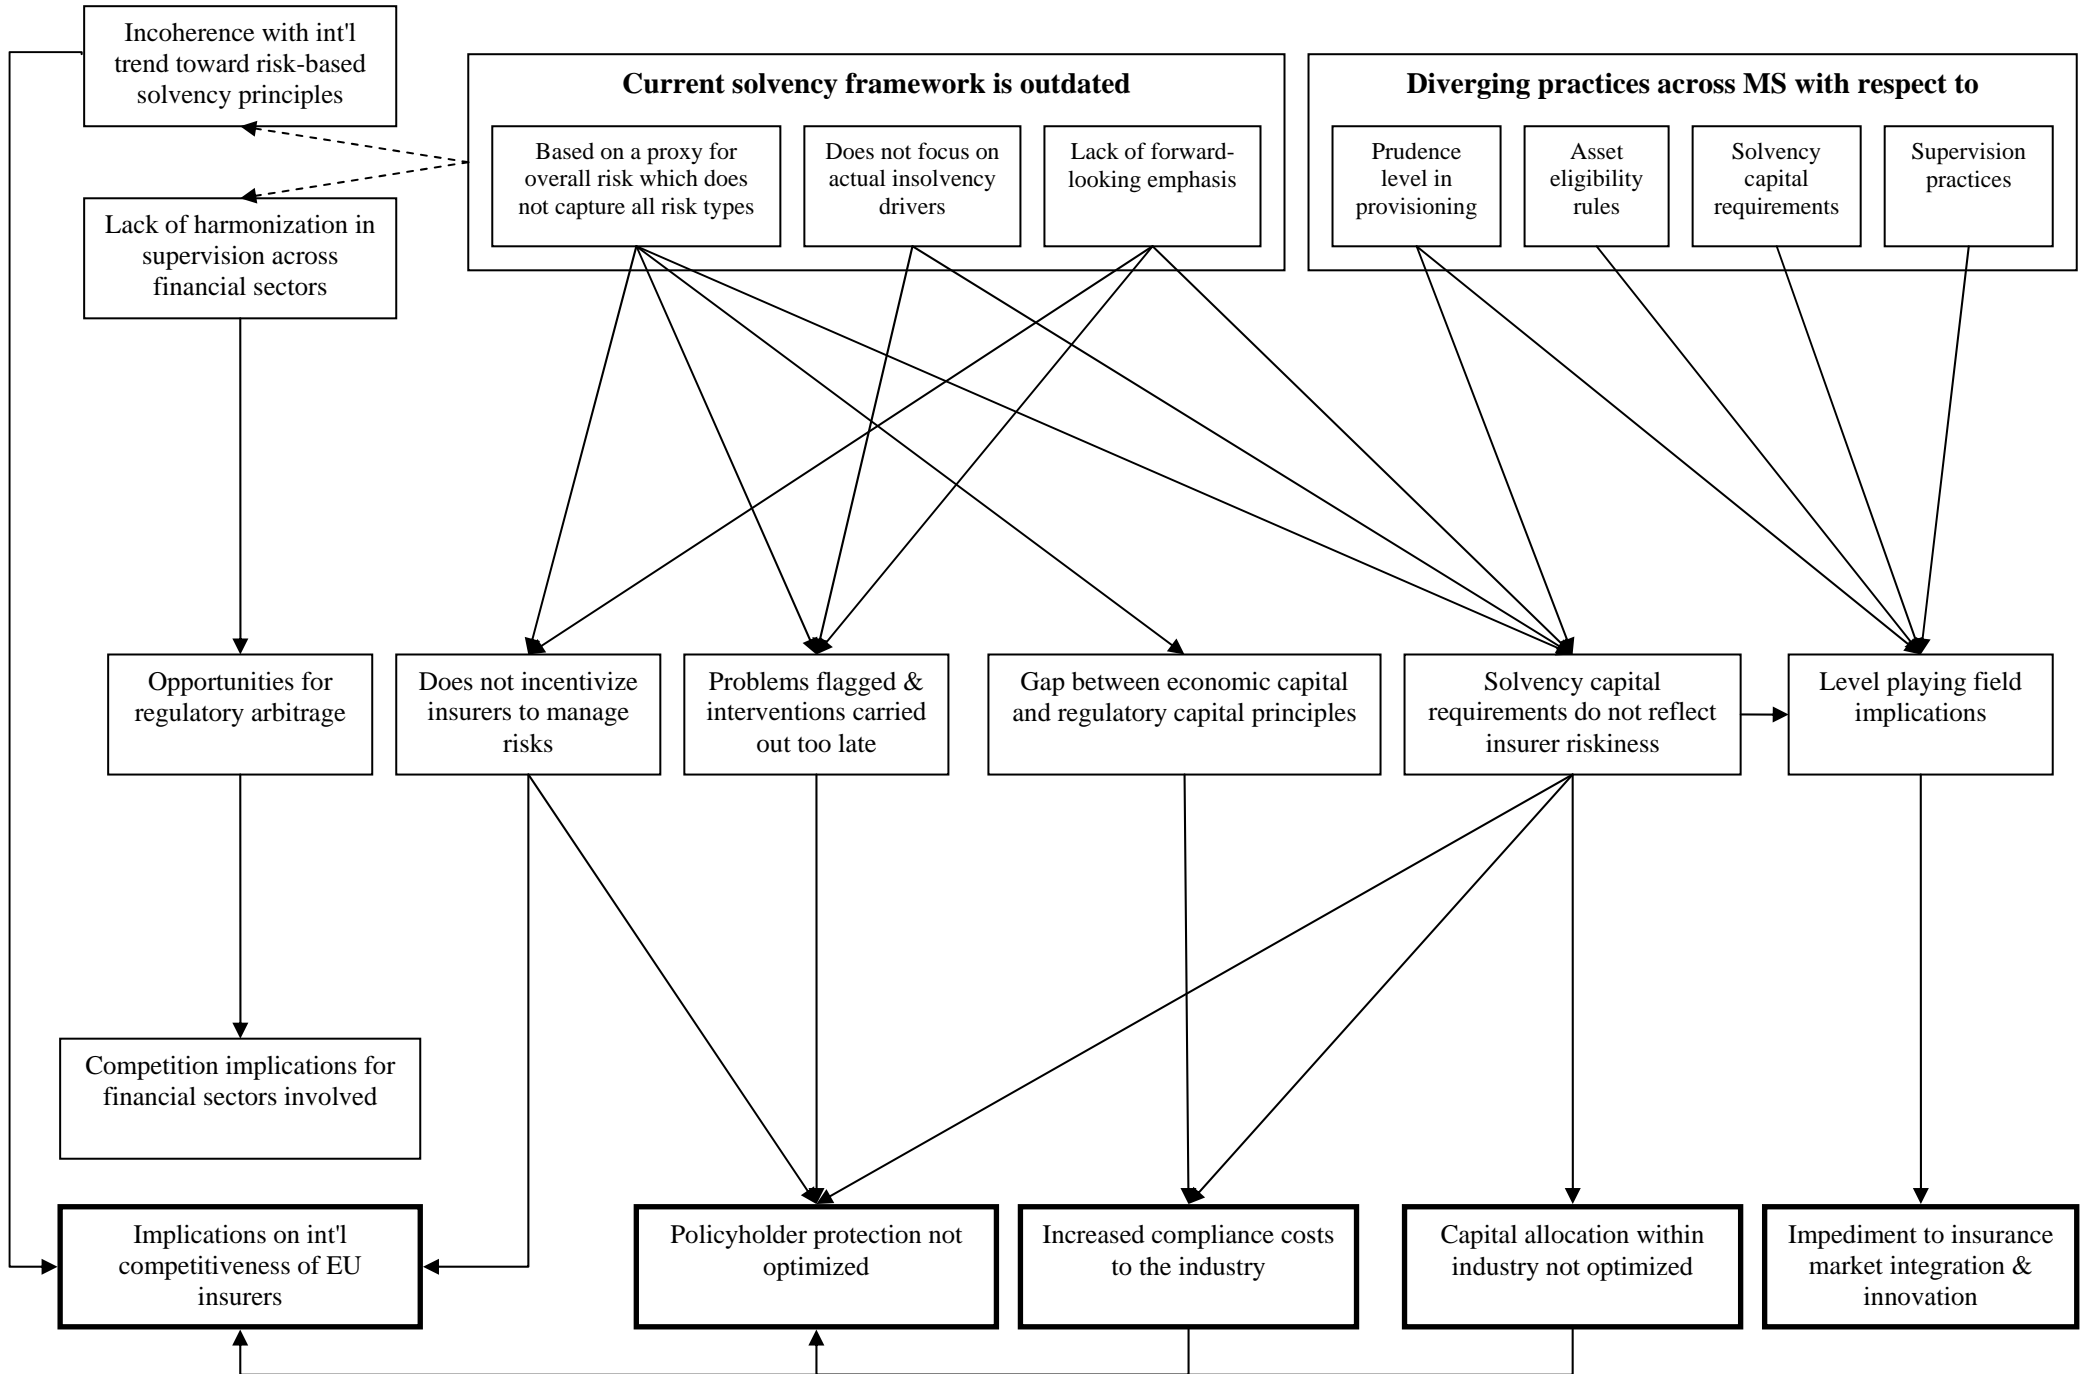 Incoherence with int'l
trend toward risk-based
solvency principles
Current solvency framework is outdated
Based on a proxy for
overall risk which does
not capture all risk types
Does not focus on
actual insolvency
drivers
Lack of forward-
looking emphasis
Diverging practices across MS with respect to
Prudence
level in
provisioning
Asset
eligibility
rules
Solvency
capital
requirements
Supervision
practices
Lack of harmonization in
supervision across
financial sectors
Opportunities for
regulatory arbitrage
Does not incentivize
insurers to manage
risks
Problems flagged &
interventions carried
out too late
Gap between economic capital
and regulatory capital principles
Solvency capital
requirements do not reflect
insurer riskiness
Level playing field
implications
Competition implications for
financial sectors involved
Implications on int'l
competitiveness of EU
insurers
Policyholder protection not
optimized
Increased compliance costs
to the industry
Capital allocation within
industry not optimized
Impediment to insurance
market integration &
innovation